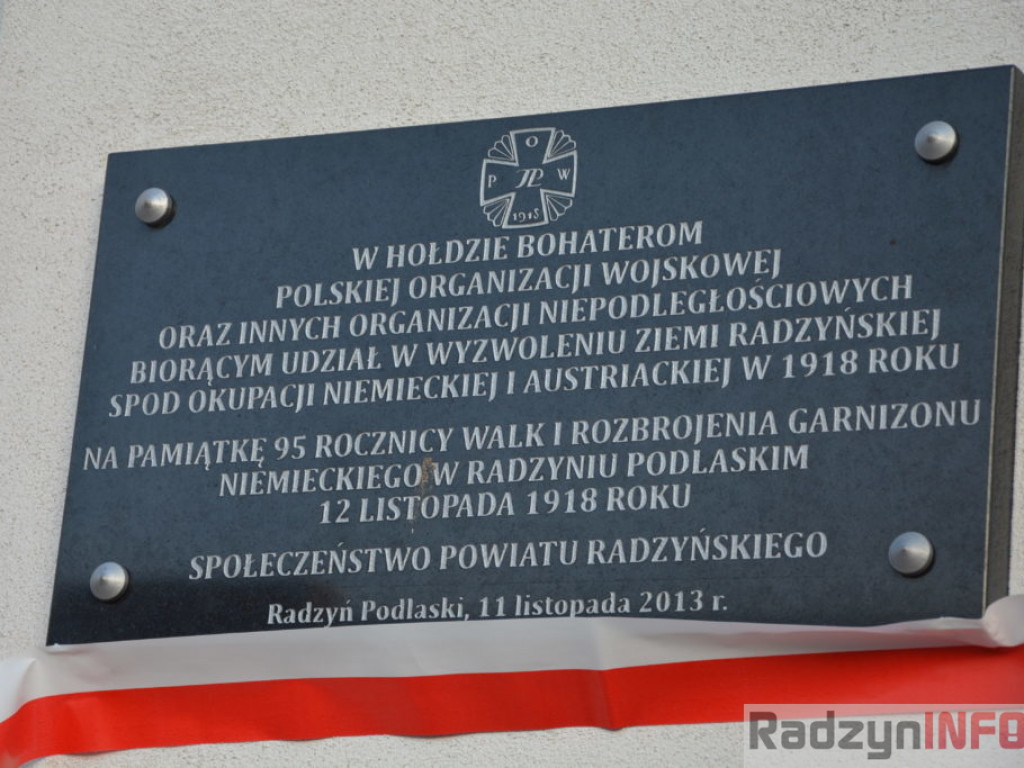 O
P JP W
1918
W HOŁDZIE BOHATEROM
POLSKIEJ ORGANIZACJI WOJSKOWEJ
ORAZ INNYCH ORGANIZACJI NIEPODLEGŁOŚCIOWYCH
BIORĄCYM UDZIAŁ W WYZWOLENIU ZIEMI RADZYŃSKIEJ
SPOD OKUPACJI NIEMIECKIEJ I AUSTRIACKIEJ W 1918 ROKU
NA PAMIĄTKĘ 95 ROCZNICY WALK I ROZBROJENIA GARNIZONU
NIEMIECKIEGO W RADZYNIU PODLASKIM
12 LISTOPADA 1918 ROKU
SPOŁECZEŃSTWO POWIATU RADZYŃSKIEGO
Radzyń Podlaski, 11 listopada 2013 r.
RadzynINFO